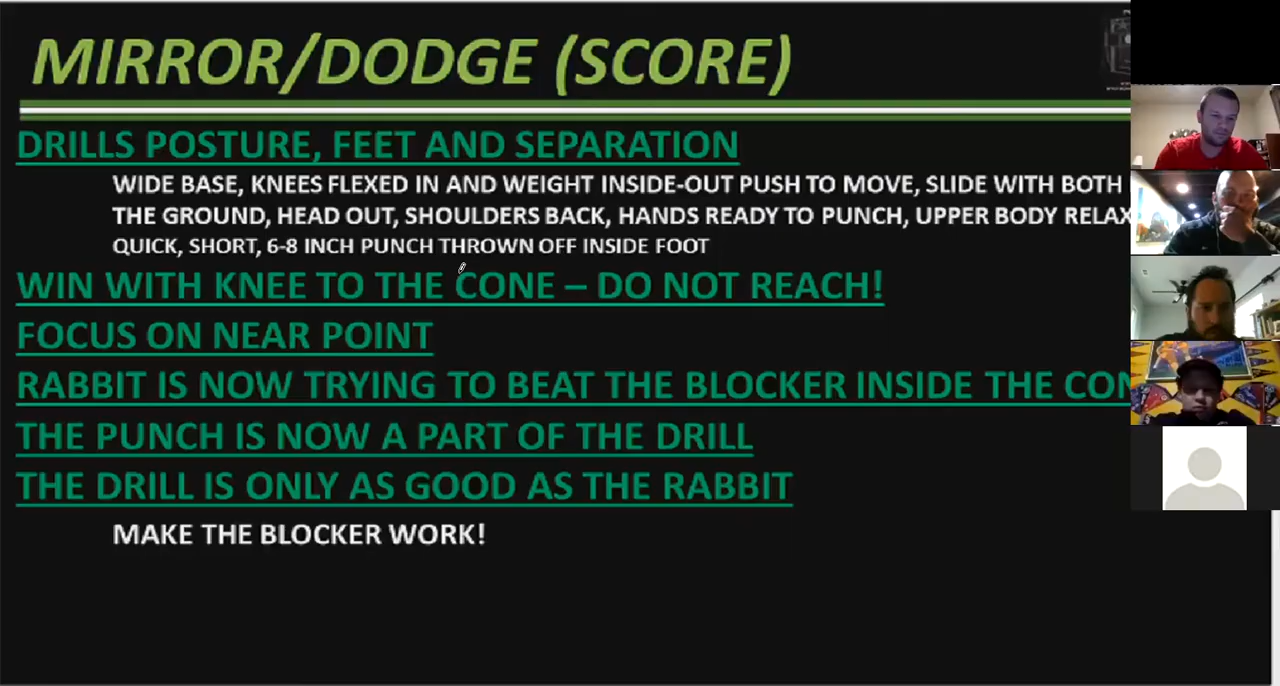 MIRROR/DODGE (SCORE)
DRILLS POSTURE, FEET AND SEPARATION
WIDE BASE, KNEES FLEXED IN AND WEIGHT INSIDE-OUT PUSH TO MOVE, SLIDE WITH BOTH
THE GROUND, HEAD OUT, SHOULDERS BACK, HANDS READY TO PUNCH, UPPER BODY RELAX
QUICK, SHORT, 6-8 INCH PUNCH THROWN OFF INSIDE FOOT
WIN WITH KNEE TO THE CONE – DO NOT REACH!
FOCUS ON NEAR POINT
RABBIT IS NOW TRYING TO BEAT THE BLOCKER INSIDE THE CON
THE PUNCH IS NOW A PART OF THE DRILL
THE DRILL IS ONLY AS GOOD AS THE RABBIT
MAKE THE BLOCKER WORK!